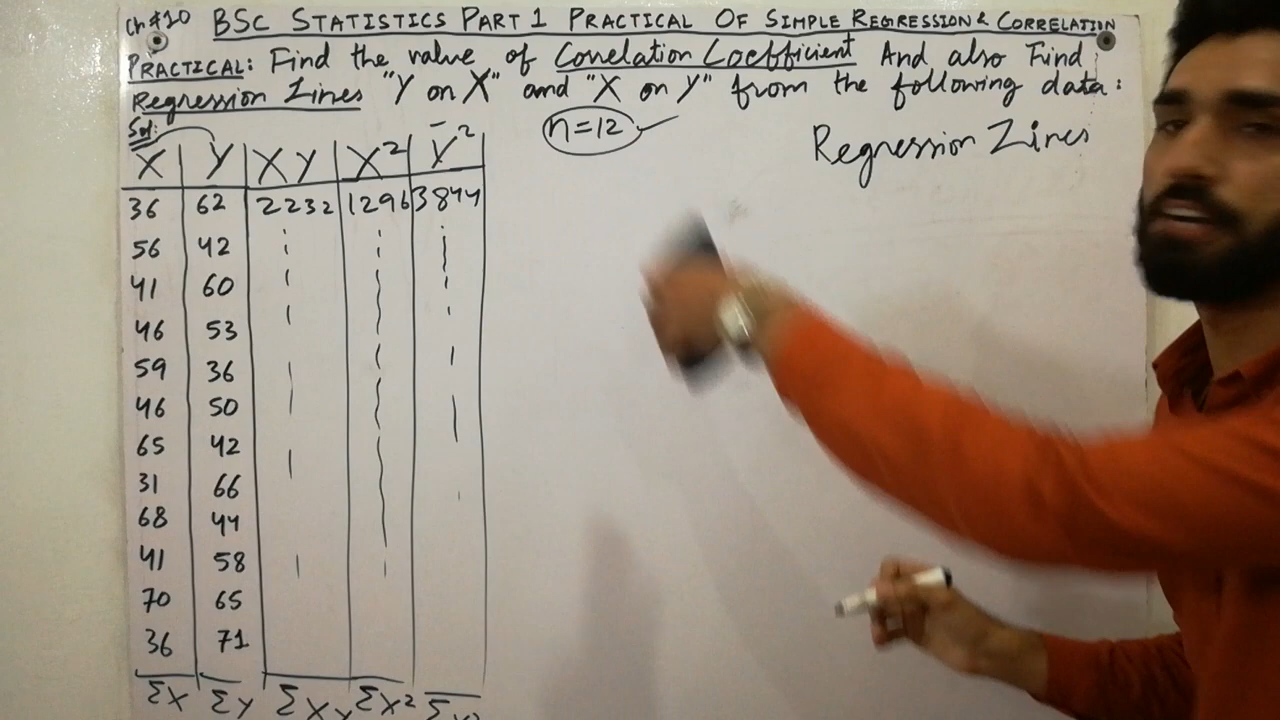 Ch#10 BSC STATISTICS PART 1 PRACTICAL OF SIMPLE REGRESSION & CORRELATION
PRACTICAL: Find the value of Correlation Coefficient And also Find
Regression Lines "Y on X" and "X on Y" from the following data:
Sol: n=12 Regression Lines
X Y XY X² Y²
36 62 2232 1296 3844
56 42
41 60
46 53
59 36
46 50
65 42
31 66
68 44
41 58
70 65
36 71
ΣX ΣY ΣXY ΣX² ΣY²